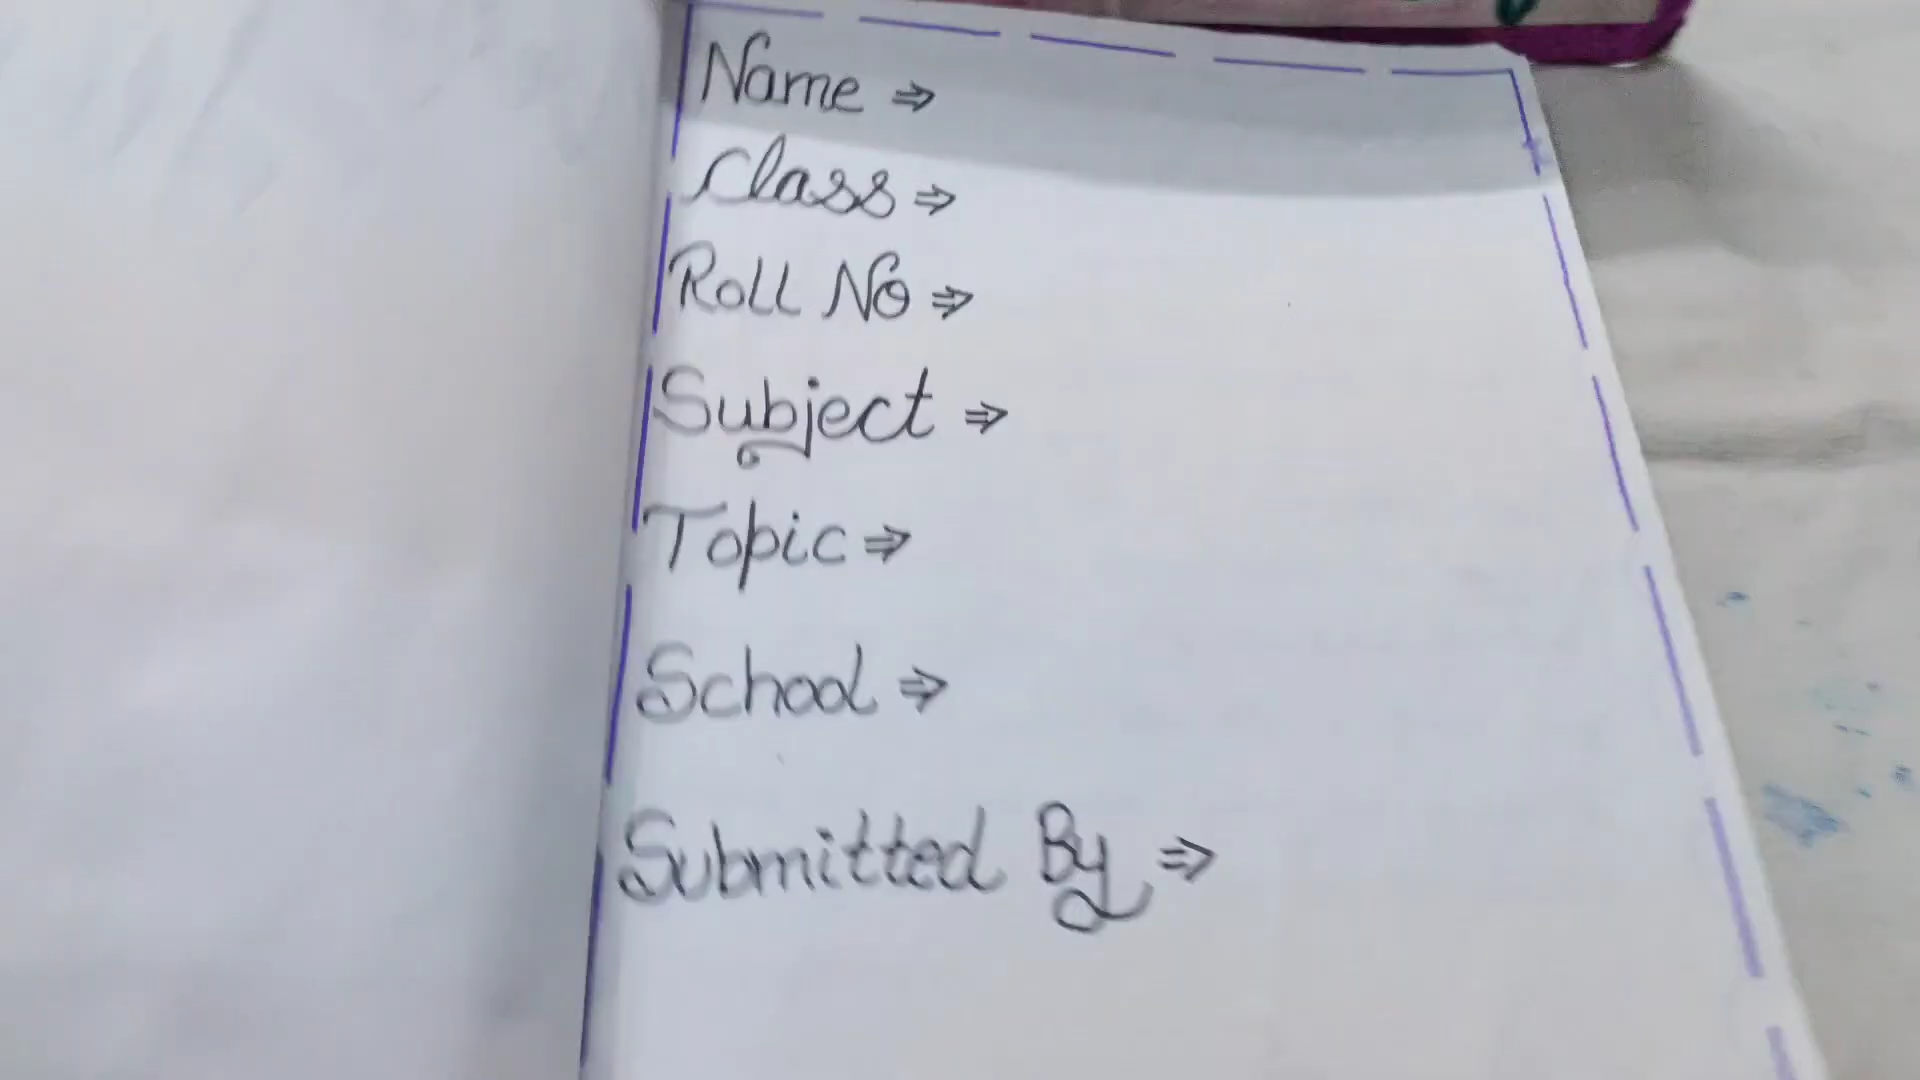 Name ⇒
Class ⇒
Roll No ⇒
Subject ⇒
Topic ⇒
School ⇒
Submitted By ⇒